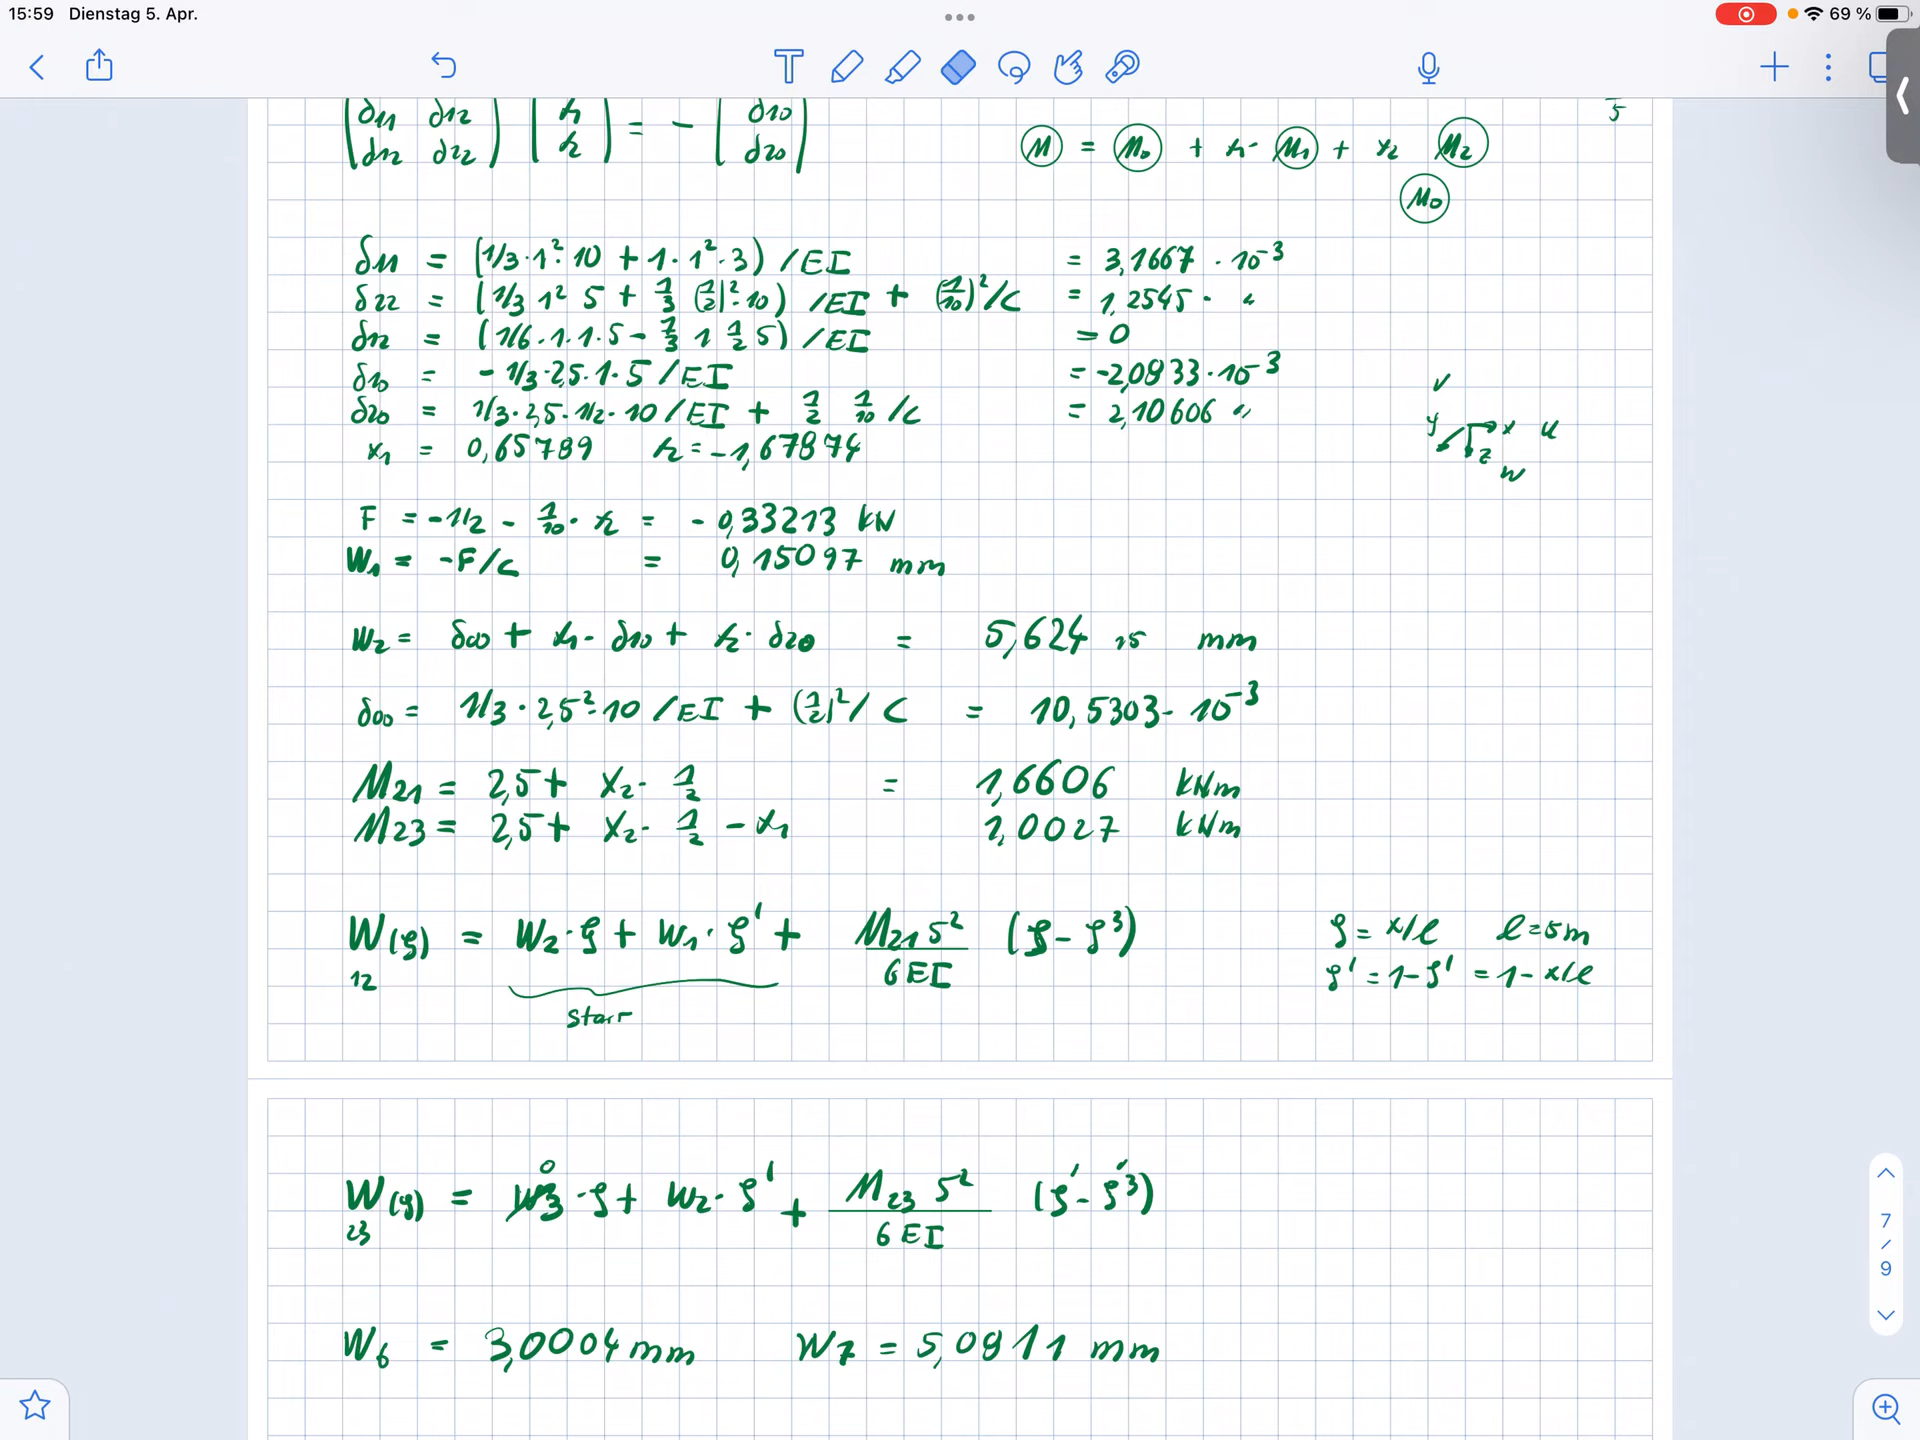 15:59 Dienstag 5. Apr. 69 %
(δ11 δ12 δ12 δ22) (x1 x2) = - (δ10 δ20)
5
M = M0 + x1· M1 + x2 M2
M0
δ11 = (1/3·1²·10 + 1·1²·3) /EI = 3,1667 · 10⁻³
δ22 = (1/3 1² 5 + 1/3 (1/2)²·10) /EI + (1/10)²/C = 1,2545 · "
δ12 = (1/6·1·1·5 - 1/3 1 1/2 5) /EI = 0
δ10 = - 1/3·2,5·1·5 /EI = -2,0833·10⁻³
δ20 = 1/3·2,5·1/2·10 /EI + 1/2 1/10 /C = 2,10606 "
v
y x u
z
w
x1 = 0,65789 x2 = -1,67874
F = -1/2 - 1/10· x2 = - 0,33213 kN
W1 = -F/C = 0,15097 mm
W2 = δ00 + x1· δ10 + x2· δ20 = 5,624 15 mm
δ00 = 1/3 · 2,5²·10 /EI + (1/2)²/ C = 10,5303· 10⁻³
M21 = 2,5 + X2· 1/2 = 1,6606 kNm
M23 = 2,5 + X2· 1/2 - x1 1,0027 kNm
W12(ξ) = W2·ξ + W1·ξ' + M21 5²/6EI (ξ - ξ³) ξ = x/l l = 5m
ξ' = 1-ξ' = 1 - x/l
starr
W23(ξ) = W3·ξ + W2·ξ' + M23 5²/6EI (ξ' - ξ'³)
0
W6 = 3,0004 mm W7 = 5,0811 mm
7
/
9